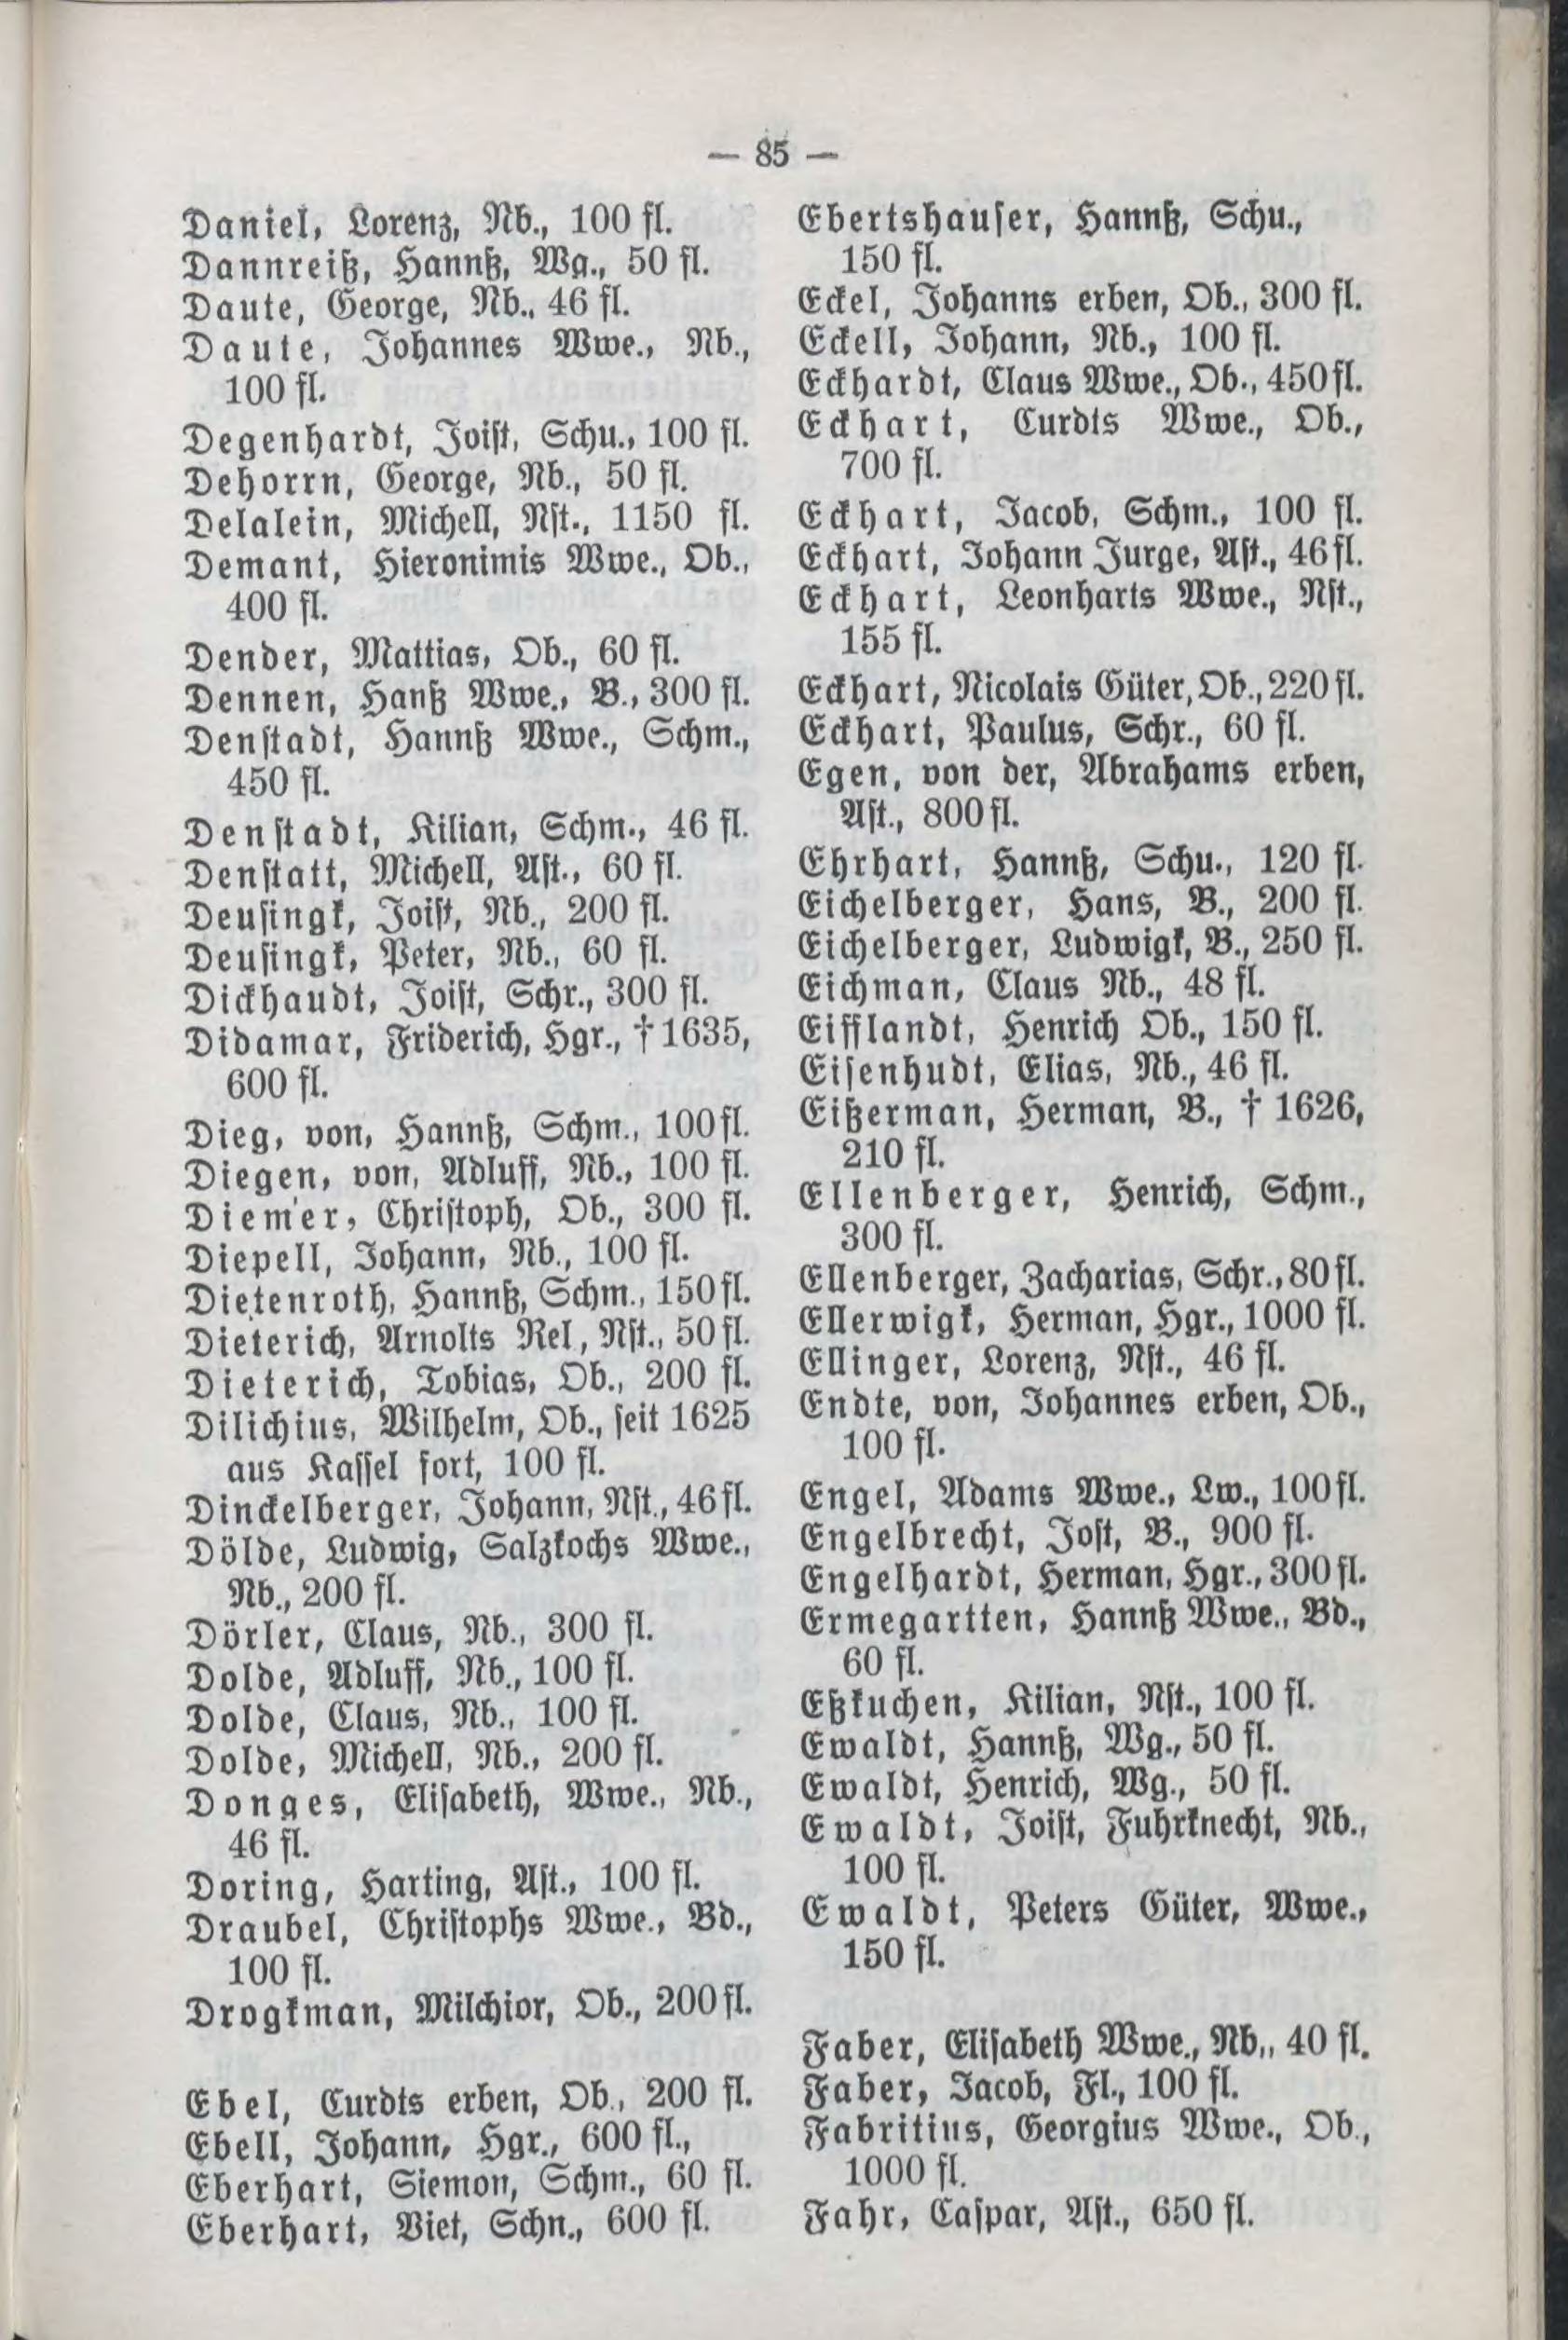 — 85 —
Daniel, Lorenz, Nb., 100 fl.
Dannreiß, Hannß, Wg., 50 fl.
Daute, George, Nb., 46 fl.
Daute, Johannes Wwe., Nb.,
100 fl.
Degenhardt, Joist, Schu., 100 fl.
Dehorrn, George, Nb., 50 fl.
Delalein, Michell, Nst., 1150 fl.
Demant, Hieronimis Wwe., Ob.,
400 fl.
Dender, Mattias, Ob., 60 fl.
Dennen, Hanß Wwe., B., 300 fl.
Denstadt, Hannß Wwe., Schm.,
450 fl.
Denstadt, Kilian, Schm., 46 fl.
Denstatt, Michell, Ast., 60 fl.
Deusingk, Joist, Nb., 200 fl.
Deusingk, Peter, Nb., 60 fl.
Dickhaudt, Joist, Schr., 300 fl.
Didamar, Friderich, Hgr., † 1635,
600 fl.
Dieg, von, Hannß, Schm., 100 fl.
Diegen, von, Adluff, Nb., 100 fl.
Diemer, Christoph, Ob., 300 fl.
Diepell, Johann, Nb., 100 fl.
Dietenroth, Hannß, Schm., 150 fl.
Dieterich, Arnolts Rel, Nst., 50 fl.
Dieterich, Tobias, Ob., 200 fl.
Dilichius, Wilhelm, Ob., seit 1625
aus Kassel fort, 100 fl.
Dinckelberger, Johann, Nst., 46 fl.
Dölde, Ludwig, Salzkochs Wwe.,
Nb., 200 fl.
Dörler, Claus, Nb., 300 fl.
Dolde, Adluff, Nb., 100 fl.
Dolde, Claus, Nb., 100 fl.
Dolde, Michell, Nb., 200 fl.
Donges, Elisabeth, Wwe., Nb.,
46 fl.
Doring, Harting, Ast., 100 fl.
Draubel, Christophs Wwe., Bd.,
100 fl.
Drogkman, Milchior, Ob., 200 fl.
Ebel, Curdts erben, Ob., 200 fl.
Ebell, Johann, Hgr., 600 fl.,
Eberhart, Siemon, Schm., 60 fl.
Eberhart, Viet, Schn., 600 fl.
Ebertshauser, Hannß, Schu.,
150 fl.
Eckel, Johanns erben, Ob., 300 fl.
Eckell, Johann, Nb., 100 fl.
Eckhardt, Claus Wwe., Ob., 450 fl.
Eckhart, Curdts Wwe., Ob.,
700 fl.
Eckhart, Jacob, Schm., 100 fl.
Eckhart, Johann Jurge, Ast., 46 fl.
Eckhart, Leonharts Wwe., Nst.,
155 fl.
Eckhart, Nicolais Güter, Ob., 220 fl.
Eckhart, Paulus, Schr., 60 fl.
Egen, von der, Abrahams erben,
Ast., 800 fl.
Ehrhart, Hannß, Schu., 120 fl.
Eichelberger, Hans, B., 200 fl.
Eichelberger, Ludwigk, B., 250 fl.
Eichman, Claus Nb., 48 fl.
Eifflandt, Henrich Ob., 150 fl.
Eisenhudt, Elias, Nb., 46 fl.
Eißerman, Herman, B., † 1626,
210 fl.
Ellenberger, Henrich, Schm.,
300 fl.
Ellenberger, Zacharias, Schr., 80 fl.
Ellerwigk, Herman, Hgr., 1000 fl.
Ellinger, Lorenz, Nst., 46 fl.
Endte, von, Johannes erben, Ob.,
100 fl.
Engel, Adams Wwe., Lw., 100 fl.
Engelbrecht, Jost, B., 900 fl.
Engelhardt, Herman, Hgr., 300 fl.
Ermegartten, Hannß Wwe., Bd.,
60 fl.
Eßkuchen, Kilian, Nst., 100 fl.
Ewaldt, Hannß, Wg., 50 fl.
Ewaldt, Henrich, Wg., 50 fl.
Ewaldt, Joist, Fuhrknecht, Nb.,
100 fl.
Ewaldt, Peters Güter, Wwe.,
150 fl.
Faber, Elisabeth Wwe., Nb., 40 fl.
Faber, Jacob, Fl., 100 fl.
Fabritius, Georgius Wwe., Ob.,
1000 fl.
Fahr, Caspar, Ast., 650 fl.